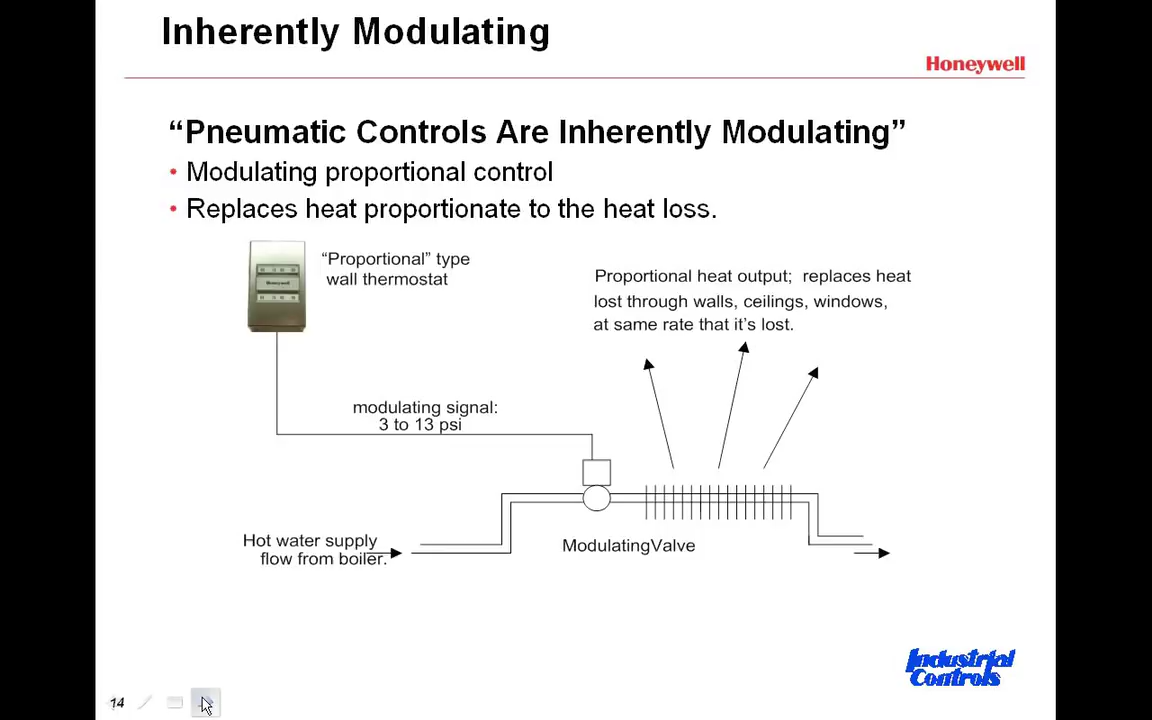 Inherently Modulating
Honeywell
“Pneumatic Controls Are Inherently Modulating”
• Modulating proportional control
• Replaces heat proportionate to the heat loss.
“Proportional” type
wall thermostat
Honeywell
Proportional heat output; replaces heat
lost through walls, ceilings, windows,
at same rate that it’s lost.
modulating signal:
3 to 13 psi
Hot water supply
flow from boiler.
ModulatingValve
Industrial
Controls
14